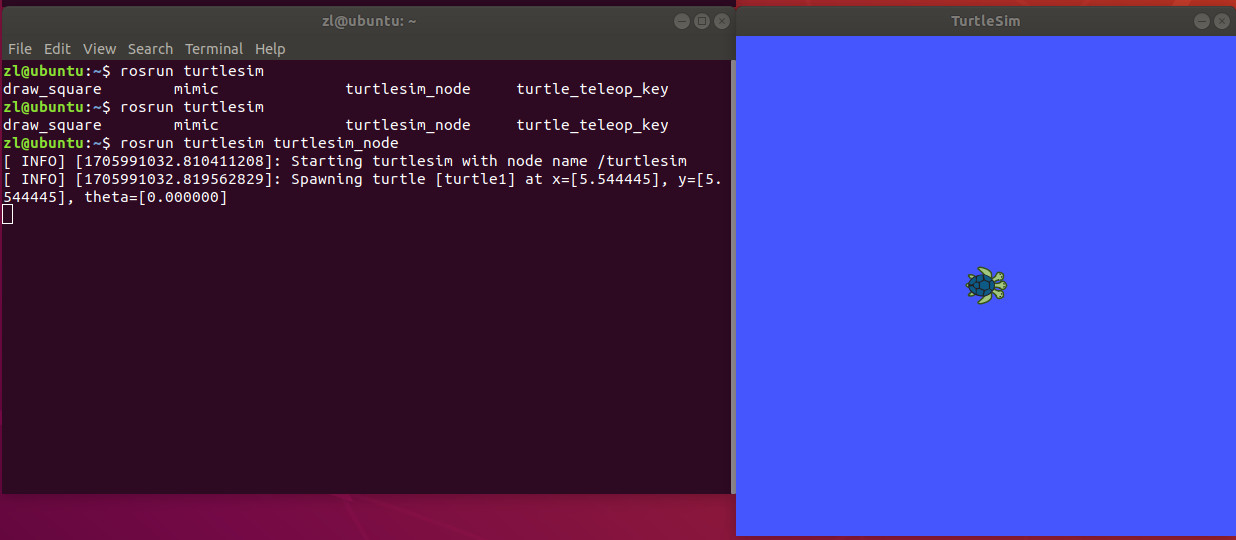 zl@ubuntu: ~
File Edit View Search Terminal Help
zl@ubuntu:~$ rosrun turtlesim
draw_square mimic turtlesim_node turtle_teleop_key
zl@ubuntu:~$ rosrun turtlesim
draw_square mimic turtlesim_node turtle_teleop_key
zl@ubuntu:~$ rosrun turtlesim turtlesim_node
[ INFO] [1705991032.810411208]: Starting turtlesim with node name /turtlesim
[ INFO] [1705991032.819562829]: Spawning turtle [turtle1] at x=[5.544445], y=[5.
544445], theta=[0.000000]
TurtleSim